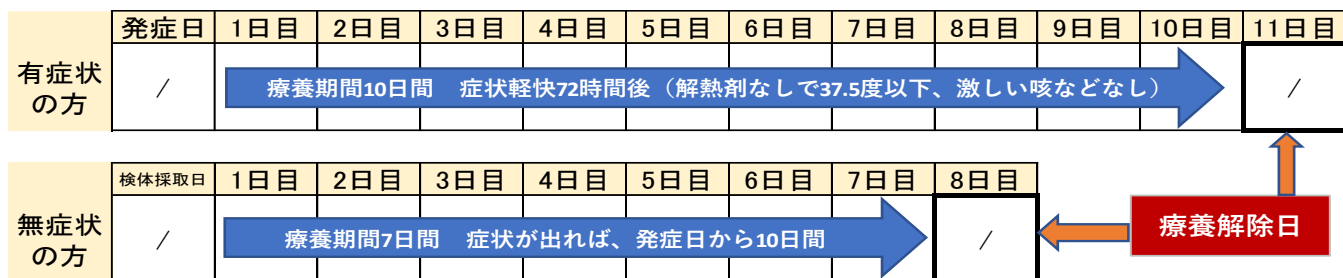 発症日 1日目 2日目 3日目 4日目 5日目 6日目 7日目 8日目 9日目 10日目 11日目
有症状
の方
/ 療養期間10日間 症状軽快72時間後（解熱剤なしで37.5度以下、激しい咳などなし） /
検体採取日 1日目 2日目 3日目 4日目 5日目 6日目 7日目 8日目
無症状
の方
/ 療養期間7日間 症状が出れば、発症日から10日間 /
療養解除日